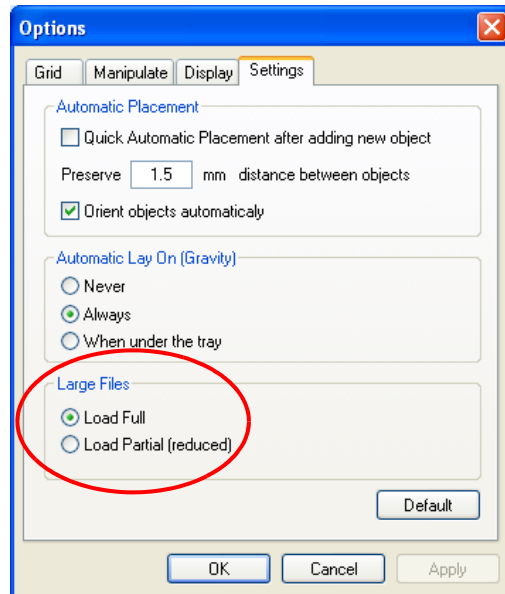 Options
Grid Manipulate Display Settings
Automatic Placement
Quick Automatic Placement after adding new object
Preserve 1.5 mm distance between objects
Orient objects automaticaly
Automatic Lay On (Gravity)
Never
Always
When under the tray
Large Files
Load Full
Load Partial (reduced)
Default
OK Cancel Apply